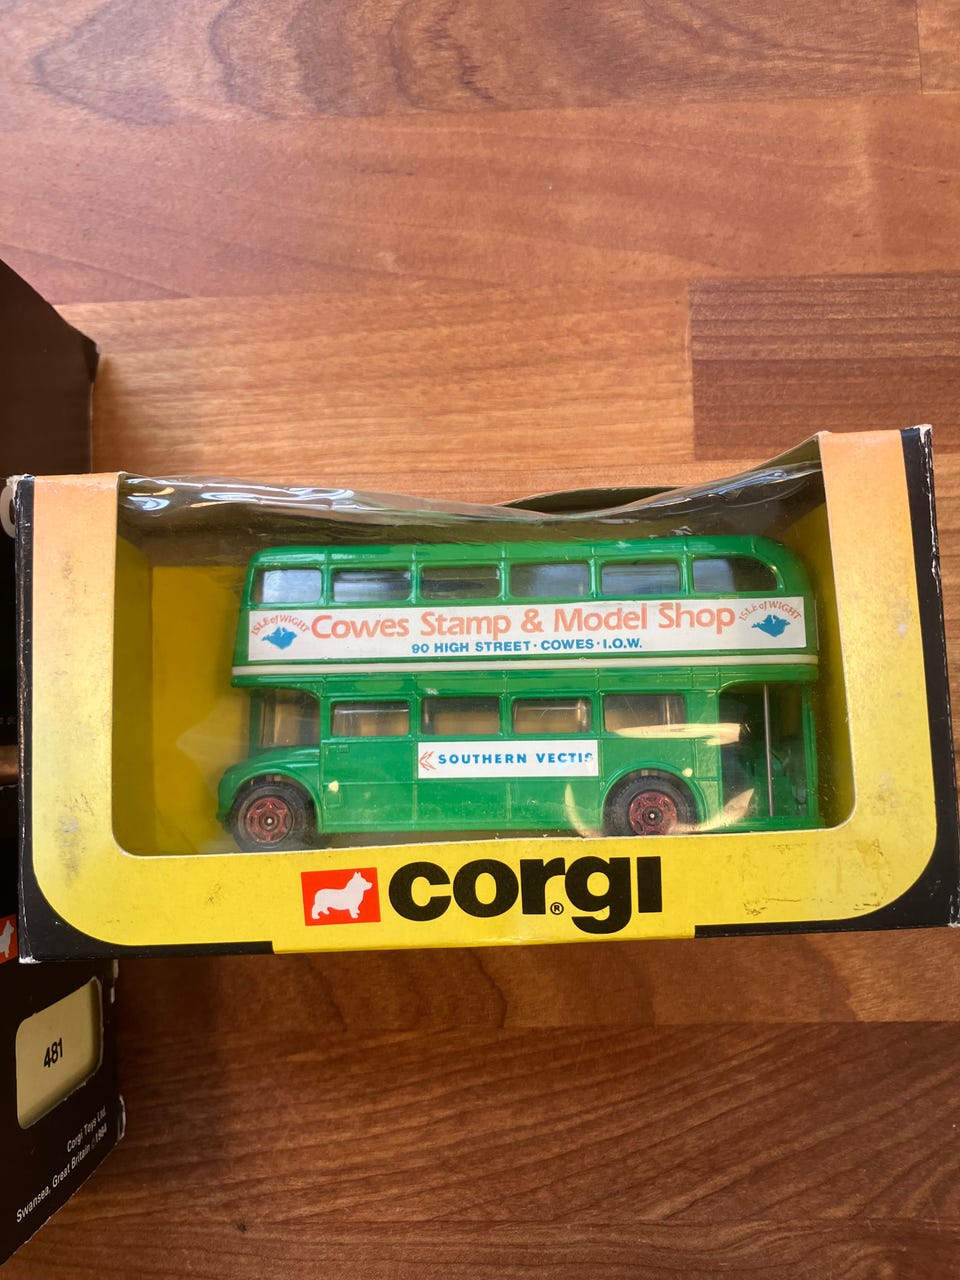 ISLE of WIGHT
Cowes Stamp & Model Shop
ISLE of WIGHT
90 HIGH STREET · COWES · I.O.W.
SOUTHERN VECTIS
corgi®
481
Corgi Toys Ltd.
Swansea, Great Britain ©1984